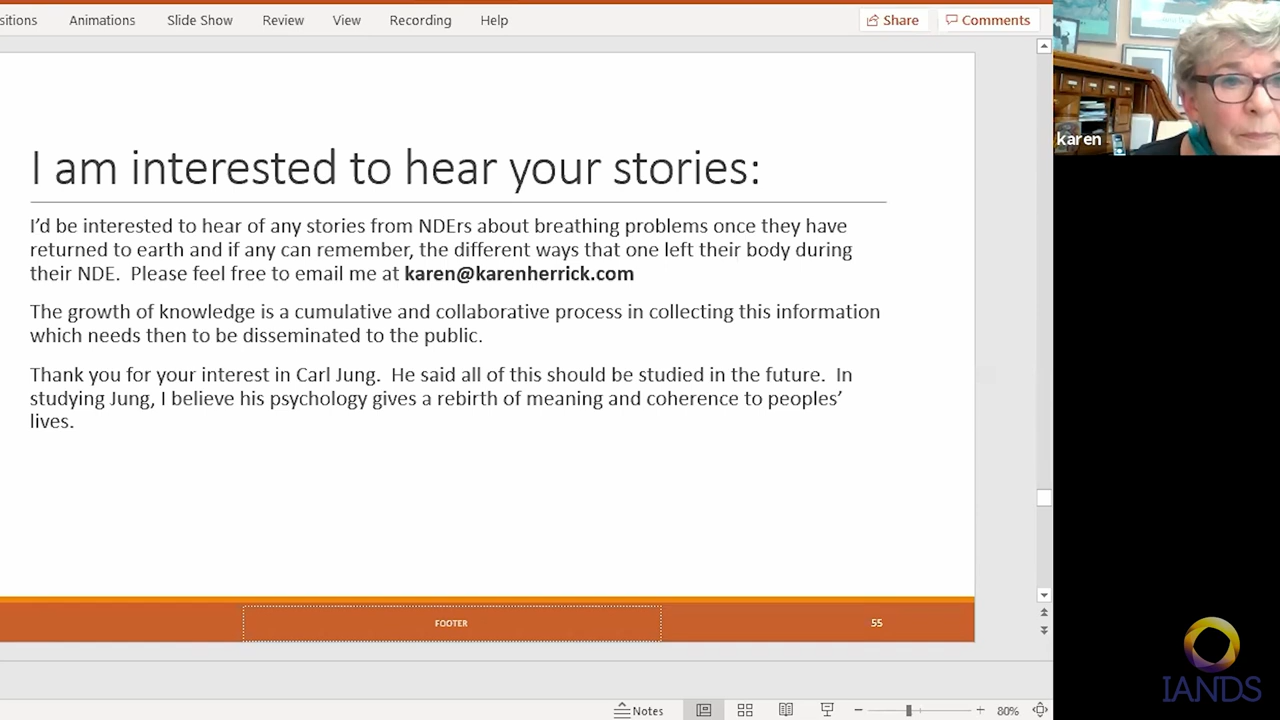 sitions Animations Slide Show Review View Recording Help Share Comments
karen
I am interested to hear your stories:
I’d be interested to hear of any stories from NDErs about breathing problems once they have
returned to earth and if any can remember, the different ways that one left their body during
their NDE.  Please feel free to email me at karen@karenherrick.com
The growth of knowledge is a cumulative and collaborative process in collecting this information
which needs then to be disseminated to the public.
Thank you for your interest in Carl Jung.  He said all of this should be studied in the future.  In
studying Jung, I believe his psychology gives a rebirth of meaning and coherence to peoples’
lives.
FOOTER 55
IANDS
Notes 80%